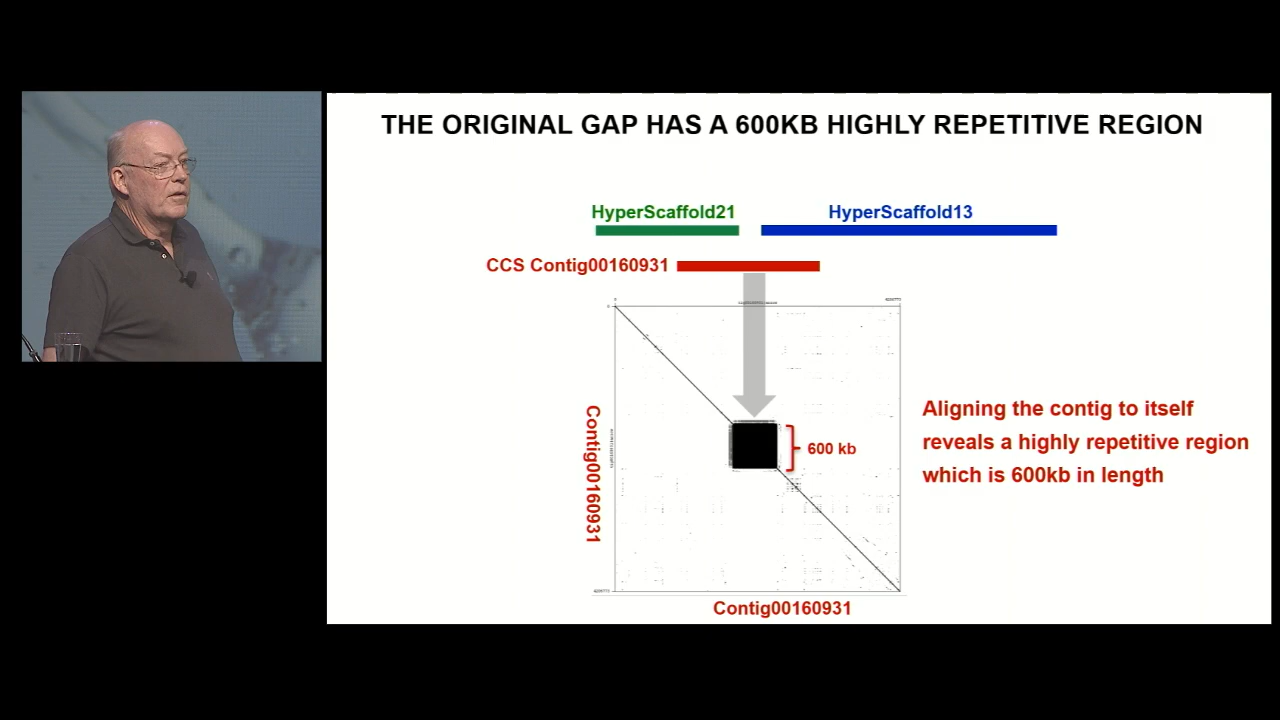 THE ORIGINAL GAP HAS A 600KB HIGHLY REPETITIVE REGION
HyperScaffold21
HyperScaffold13
CCS Contig00160931
Contig00160931
600 kb
Aligning the contig to itself
reveals a highly repetitive region
which is 600kb in length
Contig00160931